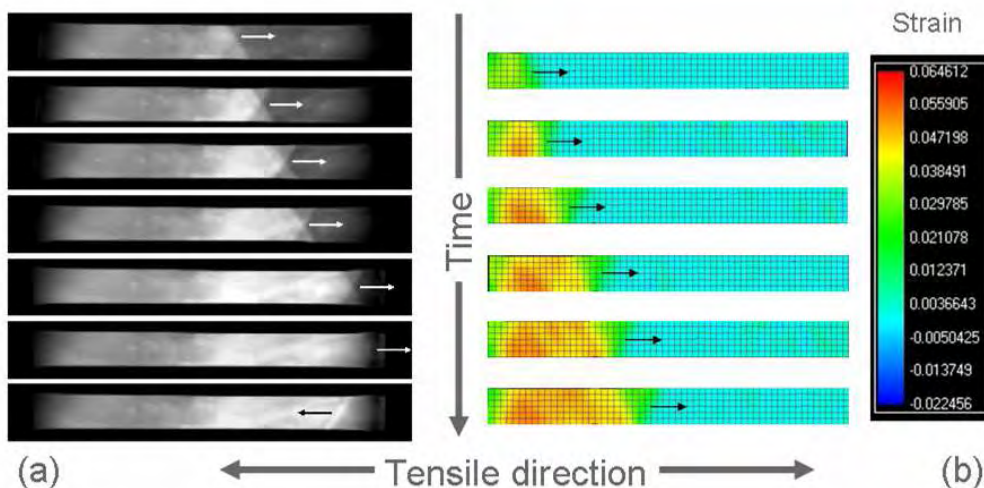 Strain
0.064612
0.055905
0.047198
0.038491
0.029785
0.021078
0.012371
0.0036643
-0.0050425
-0.013749
-0.022456
Time
(a)
Tensile direction
(b)